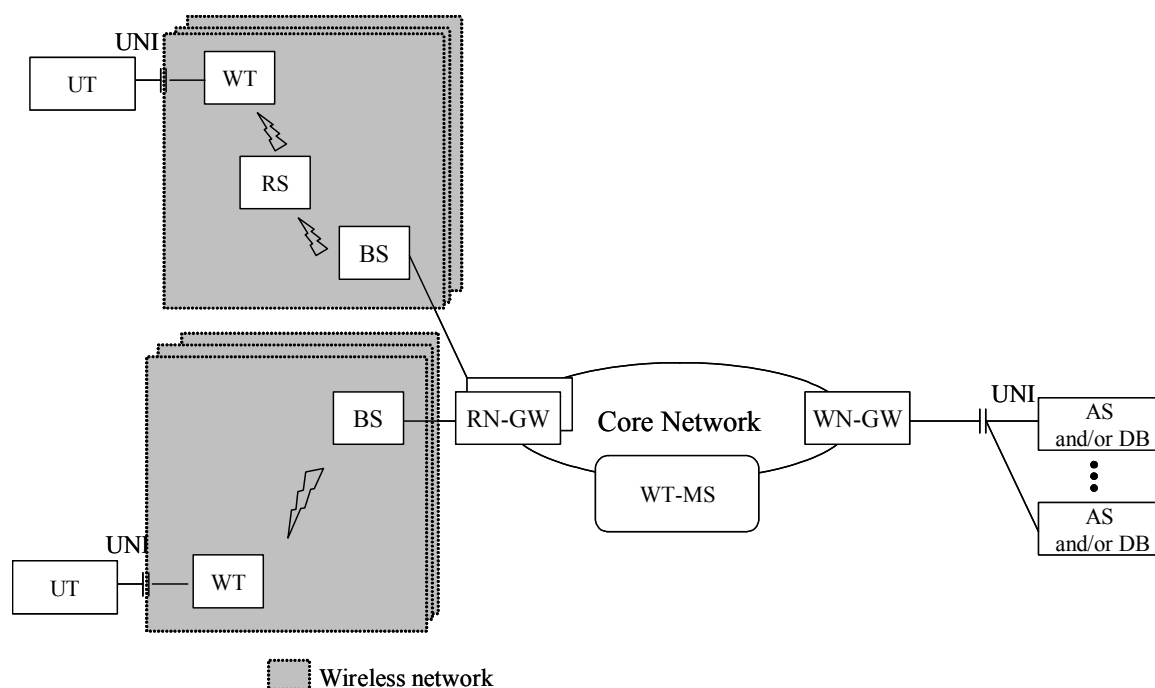 UNI
UT
WT
RS
BS
BS
RN-GW
Core Network
WN-GW
UNI
AS
and/or DB
WT-MS
AS
and/or DB
UNI
UT
WT
Wireless network